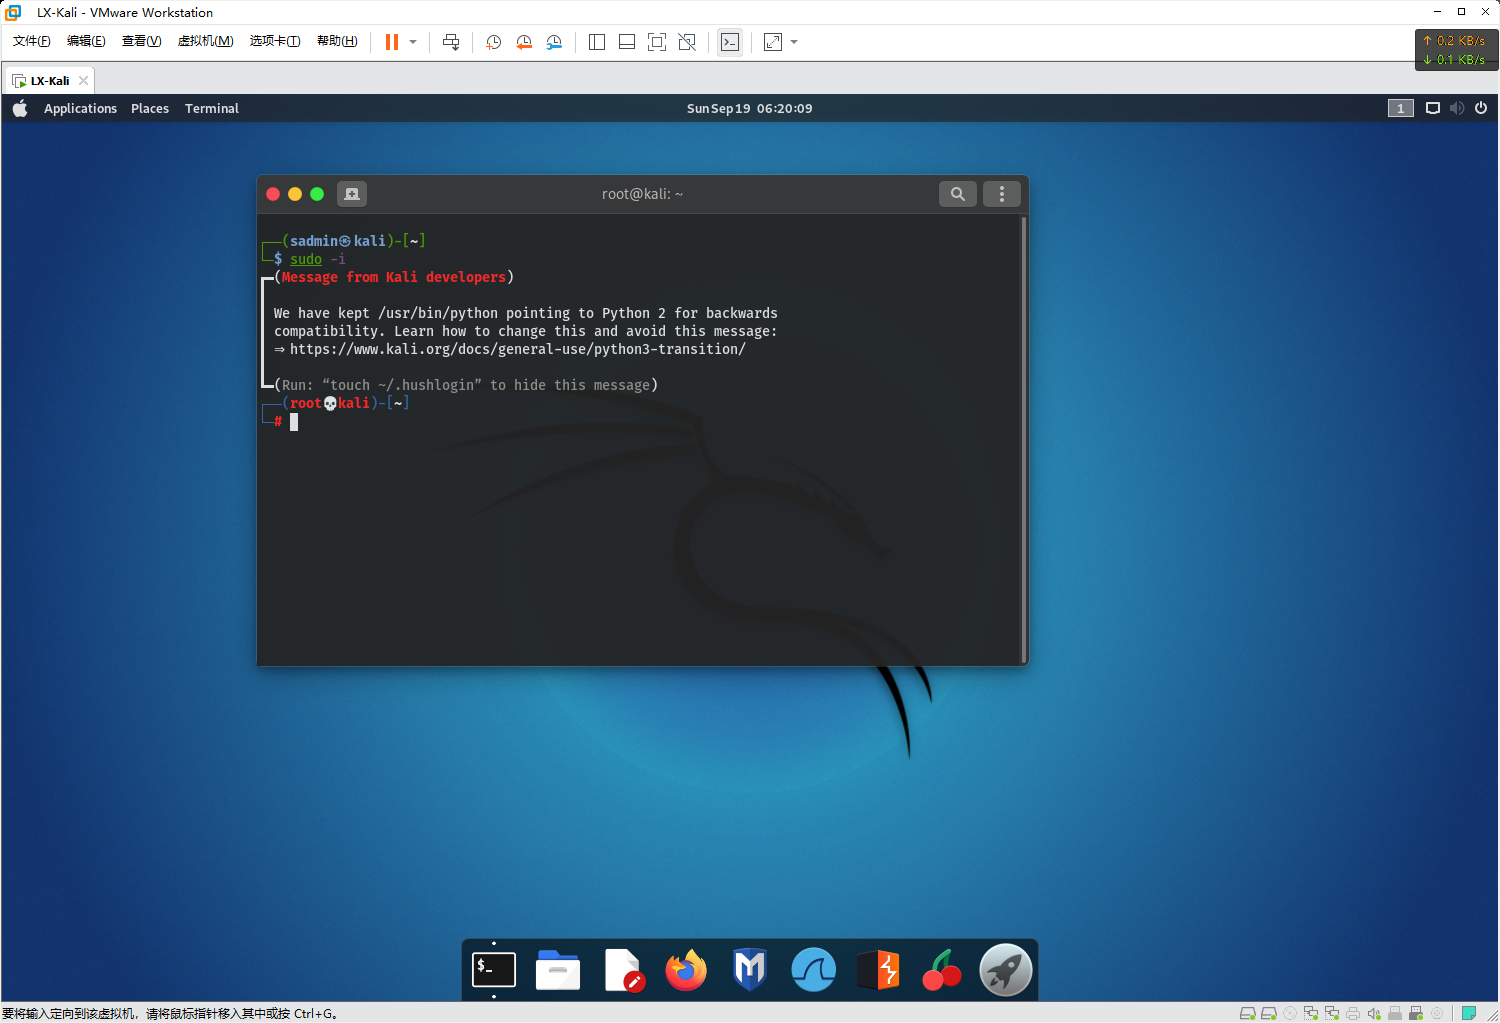 LX-Kali - VMware Workstation
文件(F) 编辑(E) 查看(V) 虚拟机(M) 选项卡(T) 帮助(H)
↑ 0.2 KB/s
↓ 0.1 KB/s
LX-Kali
Applications Places Terminal Sun Sep 19 06:20:09 1
root@kali: ~
(sadmin㉿kali)-[~]
$ sudo -i
(Message from Kali developers)
We have kept /usr/bin/python pointing to Python 2 for backwards
compatibility. Learn how to change this and avoid this message:
⇒ https://www.kali.org/docs/general-use/python3-transition/
(Run: “touch ~/.hushlogin” to hide this message)
(root💀kali)-[~]
#
$_
要将输入定向到该虚拟机，请将鼠标指针移入其中或按 Ctrl+G。